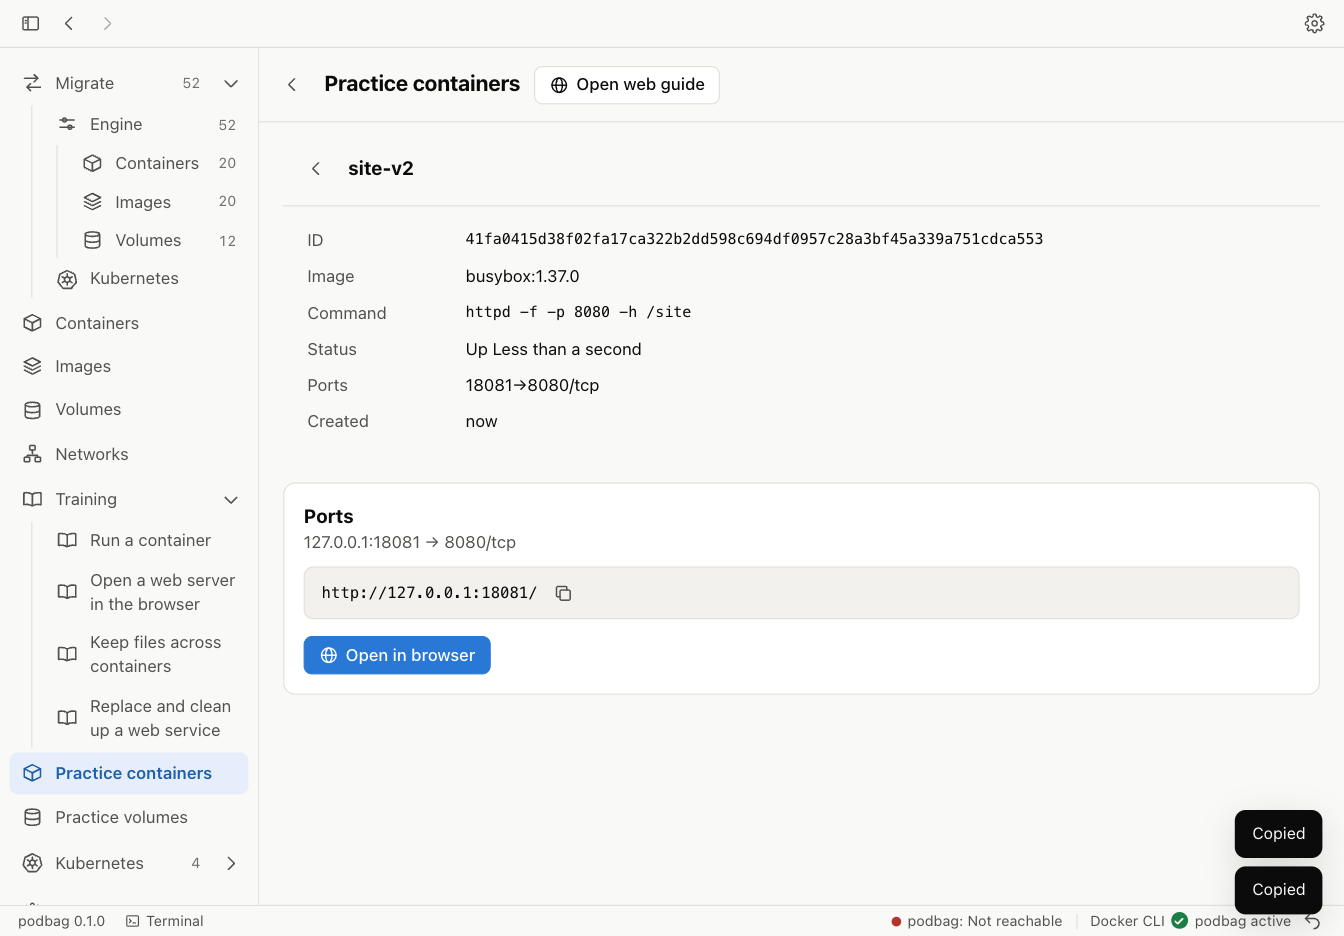 Migrate 52
Engine 52
Containers 20
Images 20
Volumes 12
Kubernetes
Containers
Images
Volumes
Networks
Training
Run a container
Open a web server
in the browser
Keep files across
containers
Replace and clean
up a web service
Practice containers
Practice volumes
Kubernetes 4
Practice containers
Open web guide
site-v2
ID 41fa0415d38f02fa17ca322b2dd598c694df0957c28a3bf45a339a751cdca553
Image busybox:1.37.0
Command httpd -f -p 8080 -h /site
Status Up Less than a second
Ports 18081→8080/tcp
Created now
Ports
127.0.0.1:18081 → 8080/tcp
http://127.0.0.1:18081/
Open in browser
Copied
Copied
podbag 0.1.0 Terminal podbag: Not reachable Docker CLI podbag active